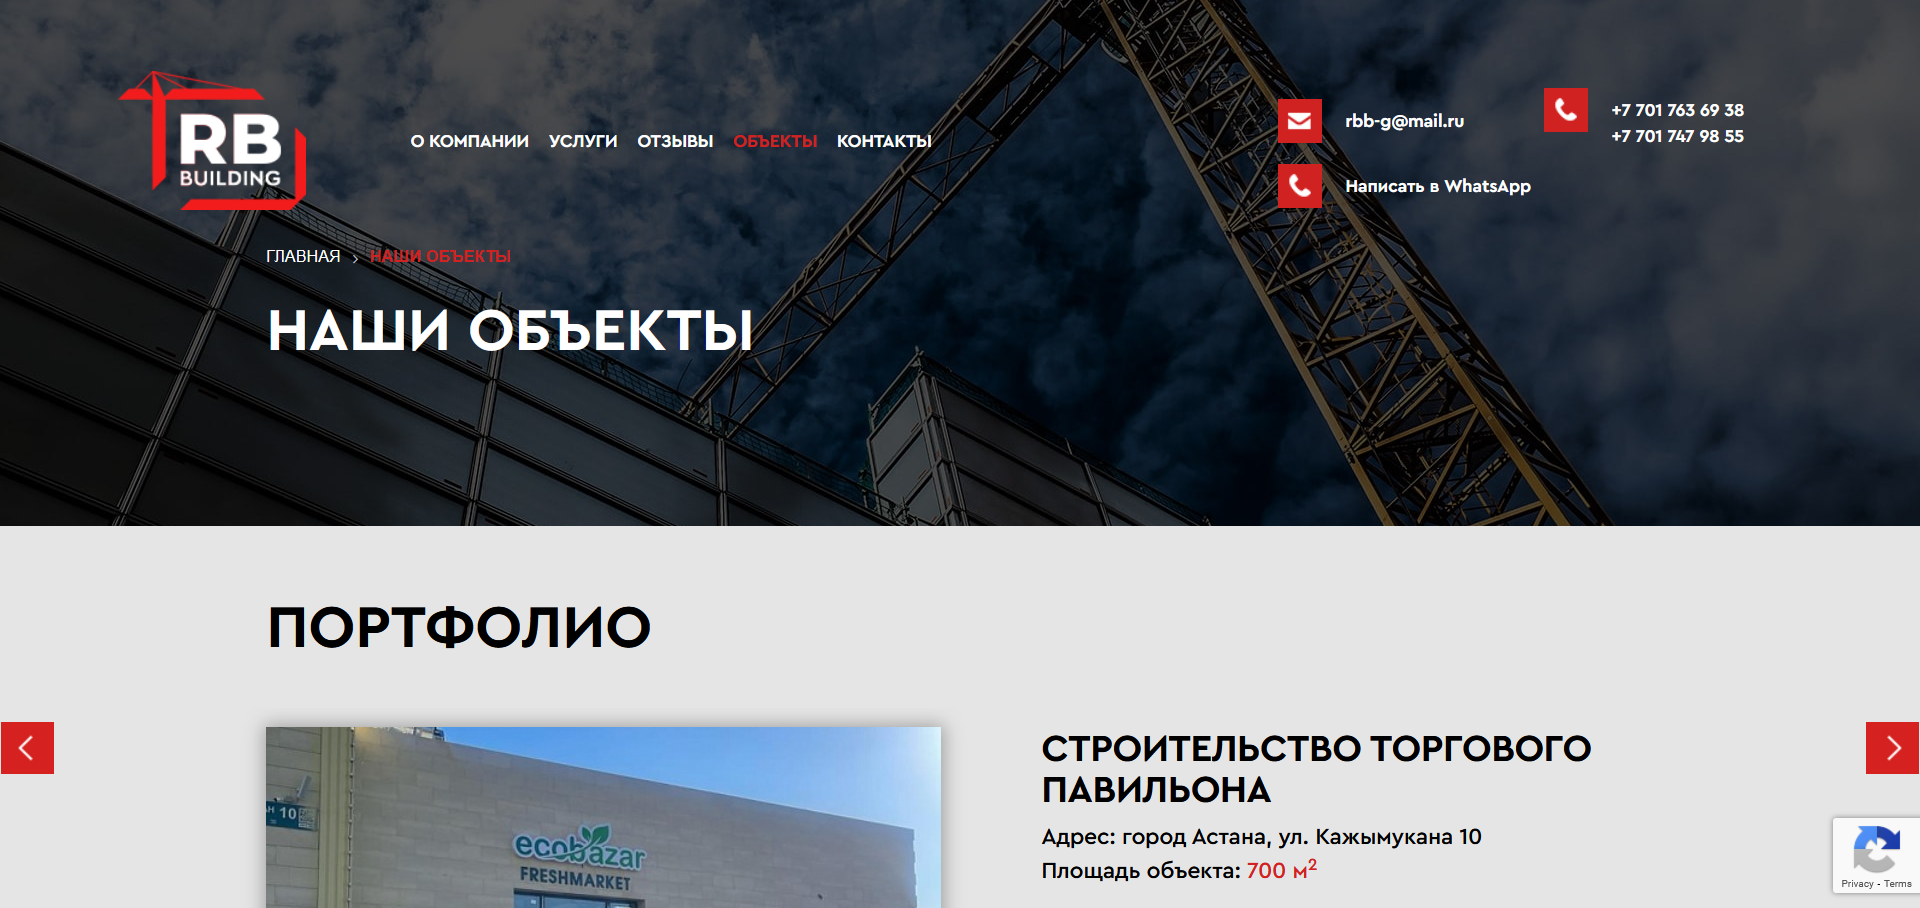 RB
BUILDING
О КОМПАНИИ УСЛУГИ ОТЗЫВЫ ОБЪЕКТЫ КОНТАКТЫ
rbb-g@mail.ru
Написать в WhatsApp
+7 701 763 69 38
+7 701 747 98 55
ГЛАВНАЯ › НАШИ ОБЪЕКТЫ
НАШИ ОБЪЕКТЫ
ПОРТФОЛИО
10
ecobazar
FRESHMARKET
СТРОИТЕЛЬСТВО ТОРГОВОГО
ПАВИЛЬОНА
Адрес: город Астана, ул. Кажымукана 10
Площадь объекта: 700 м²
Privacy - Terms